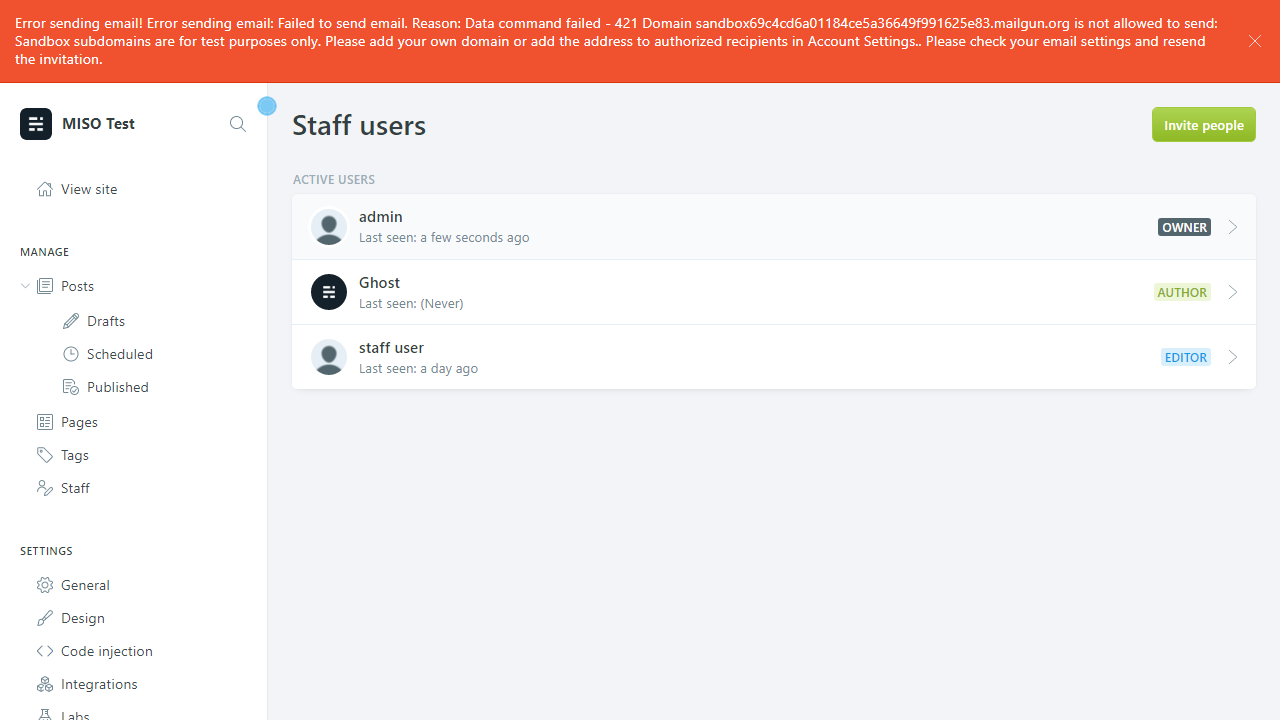 Error sending email! Error sending email: Failed to send email. Reason: Data command failed - 421 Domain sandbox69c4cd6a01184ce5a36649f991625e83.mailgun.org is not allowed to send:
Sandbox subdomains are for test purposes only. Please add your own domain or add the address to authorized recipients in Account Settings.. Please check your email settings and resend
the invitation.
MISO Test
View site
MANAGE
Posts
Drafts
Scheduled
Published
Pages
Tags
Staff
SETTINGS
General
Design
Code injection
Integrations
Labs
Staff users
Invite people
ACTIVE USERS
admin
Last seen: a few seconds ago
OWNER
Ghost
Last seen: (Never)
AUTHOR
staff user
Last seen: a day ago
EDITOR